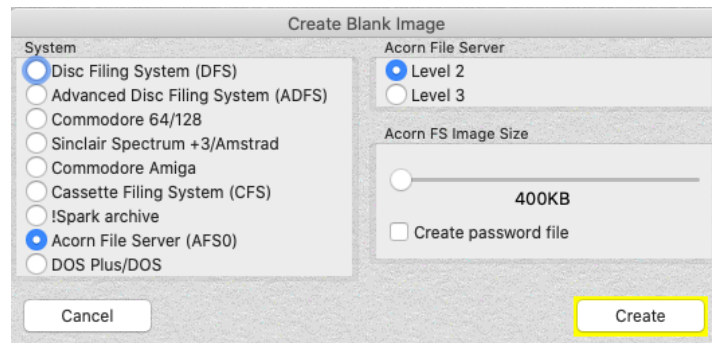 Create Blank Image
System
Disc Filing System (DFS)
Advanced Disc Filing System (ADFS)
Commodore 64/128
Sinclair Spectrum +3/Amstrad
Commodore Amiga
Cassette Filing System (CFS)
!Spark archive
Acorn File Server (AFS0)
DOS Plus/DOS
Acorn File Server
Level 2
Level 3
Acorn FS Image Size
400KB
Create password file
Cancel
Create